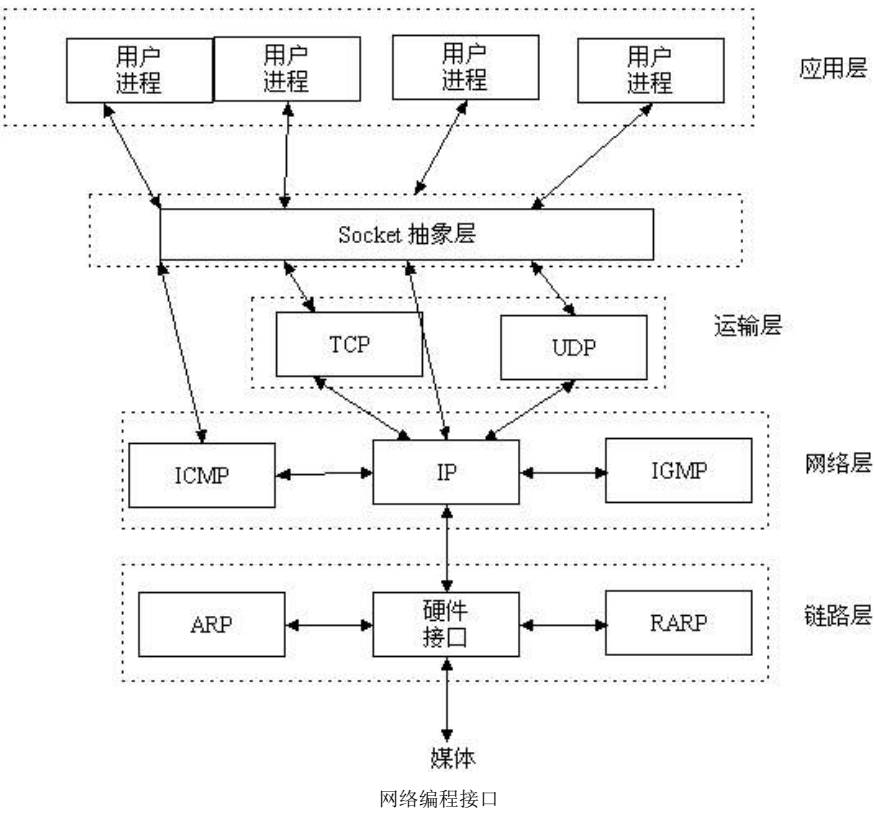 用户
进程
用户
进程
用户
进程
用户
进程
应用层
Socket 抽象层
TCP
UDP
运输层
ICMP
IP
IGMP
网络层
ARP
硬件
接口
RARP
链路层
媒体
网络编程接口